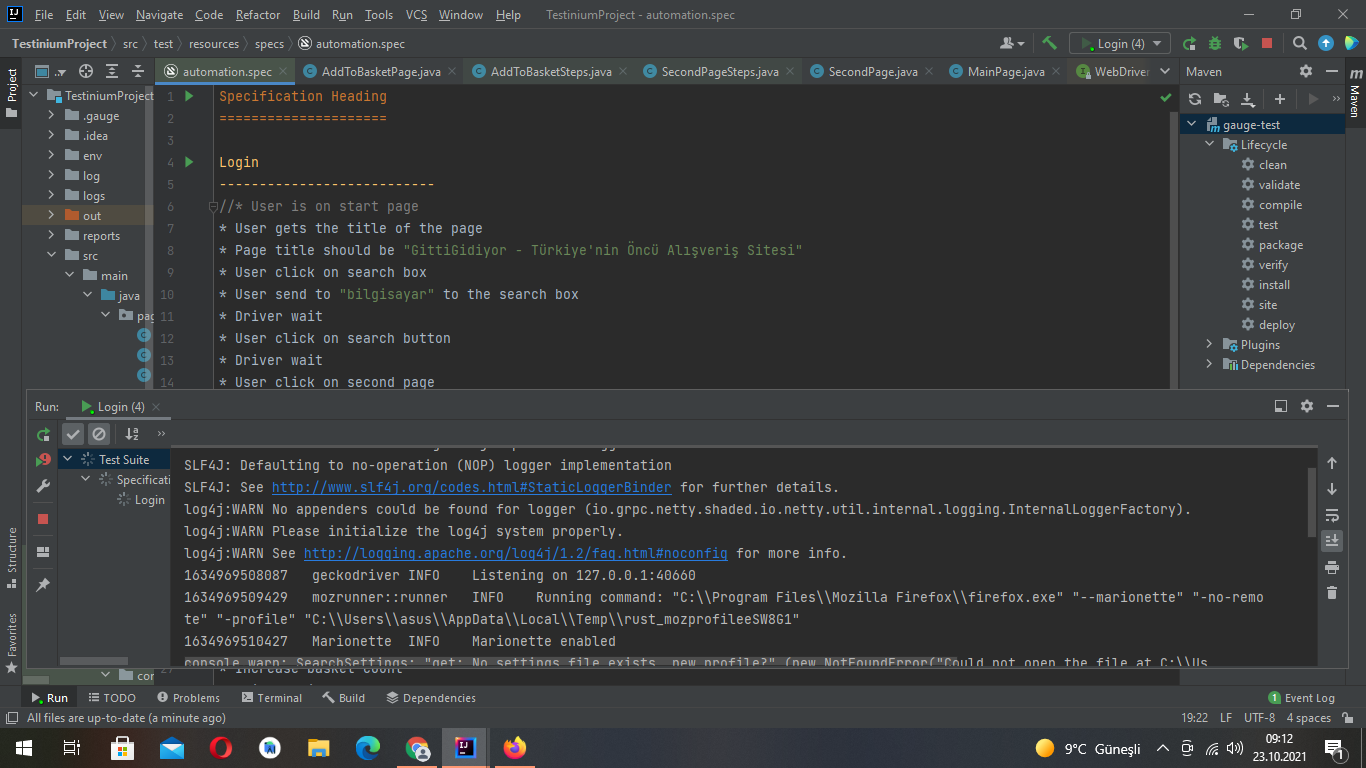 File Edit View Navigate Code Refactor Build Run Tools VCS Window Help TestiniumProject - automation.spec
TestiniumProject src test resources specs automation.spec Login (4)
Project
automation.spec AddToBasketPage.java AddToBasketSteps.java SecondPageSteps.java SecondPage.java MainPage.java WebDriver
Maven
TestiniumProject
.gauge
.idea
env
log
logs
out
reports
src
main
java
pag
1 Specification Heading
2 =====================
3
4 Login
5 ---------------------------
6 //* User is on start page
7 * User gets the title of the page
8 * Page title should be "GittiGidiyor - Türkiye'nin Öncü Alışveriş Sitesi"
9 * User click on search box
10 * User send to "bilgisayar" to the search box
11 * Driver wait
12 * User click on search button
13 * Driver wait
14 * User click on second page
gauge-test
Lifecycle
clean
validate
compile
test
package
verify
install
site
deploy
Plugins
Dependencies
Maven
Run: Login (4)
Test Suite
Specificati
Login
SLF4J: Defaulting to no-operation (NOP) logger implementation
SLF4J: See http://www.slf4j.org/codes.html#StaticLoggerBinder for further details.
log4j:WARN No appenders could be found for logger (io.grpc.netty.shaded.io.netty.util.internal.logging.InternalLoggerFactory).
log4j:WARN Please initialize the log4j system properly.
log4j:WARN See http://logging.apache.org/log4j/1.2/faq.html#noconfig for more info.
1634969508087 geckodriver INFO Listening on 127.0.0.1:40660
1634969509429 mozrunner::runner INFO Running command: "C:\\Program Files\\Mozilla Firefox\\firefox.exe" "--marionette" "-no-remo
te" "-profile" "C:\\Users\\asus\\AppData\\Local\\Temp\\rust_mozprofileeSW8G1"
1634969510427 Marionette INFO Marionette enabled
console.warn: SearchSettings: "get: No settings file exists, new profile?" (new NotFoundError("Could not open the file at C:\\Us
Structure
Favorites
con
* Increase basket count
Run TODO Problems Terminal Build Dependencies 1 Event Log
All files are up-to-date (a minute ago) 19:22 LF UTF-8 4 spaces
9°C Güneşli 09:12
23.10.2021
1